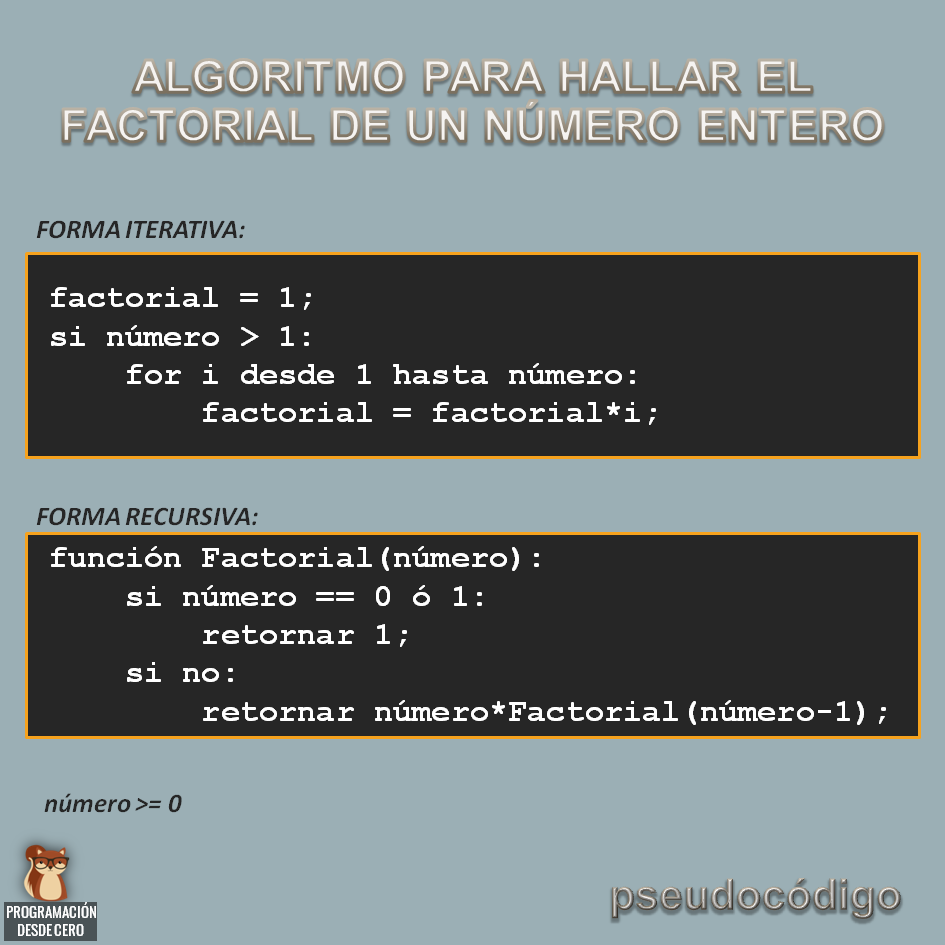 ALGORITMO PARA HALLAR EL
FACTORIAL DE UN NÚMERO ENTERO
FORMA ITERATIVA:
factorial = 1;
si número > 1:
    for i desde 1 hasta número:
        factorial = factorial*i;
FORMA RECURSIVA:
función Factorial(número):
    si número == 0 ó 1:
        retornar 1;
    si no:
        retornar número*Factorial(número-1);
número >= 0
PROGRAMACIÓN
DESDE CERO
pseudocódigo